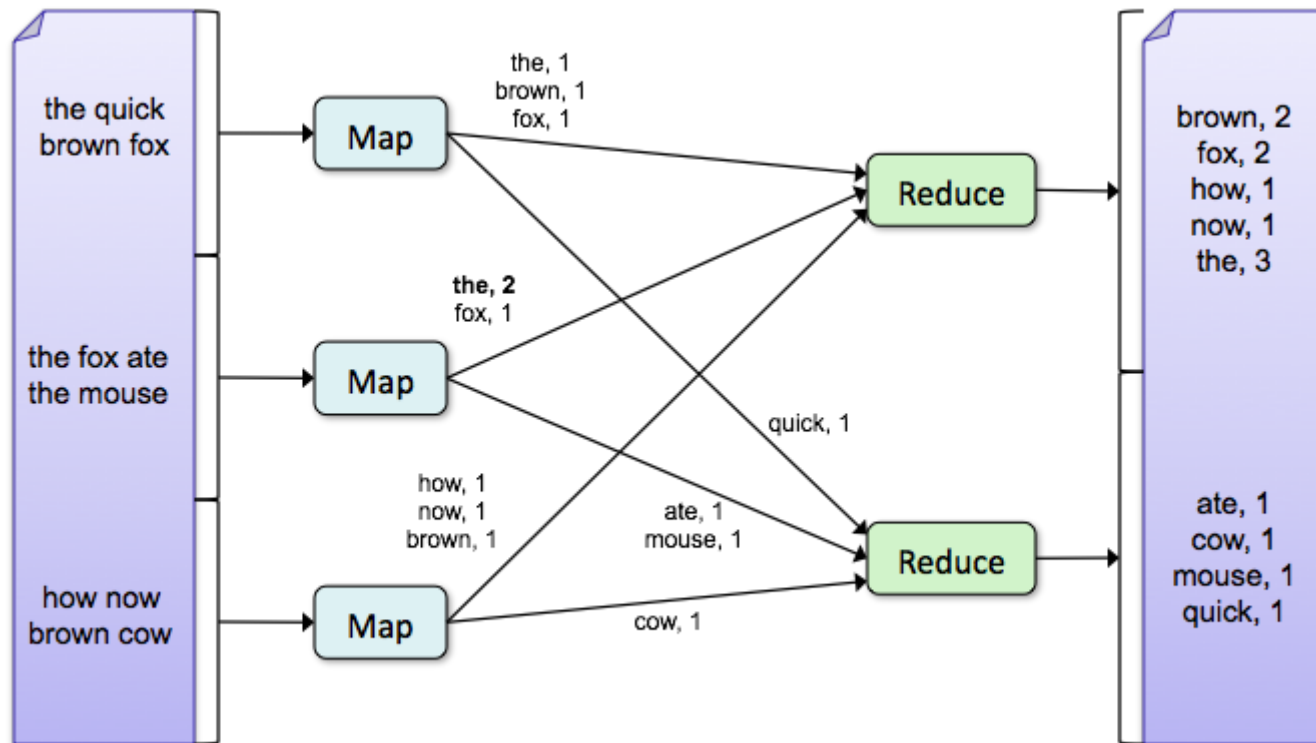 the quick
brown fox
the fox ate
the mouse
how now
brown cow
Map
Map
Map
the, 1
brown, 1
fox, 1
the, 2
fox, 1
how, 1
now, 1
brown, 1
quick, 1
ate, 1
mouse, 1
cow, 1
Reduce
Reduce
brown, 2
fox, 2
how, 1
now, 1
the, 3
ate, 1
cow, 1
mouse, 1
quick, 1